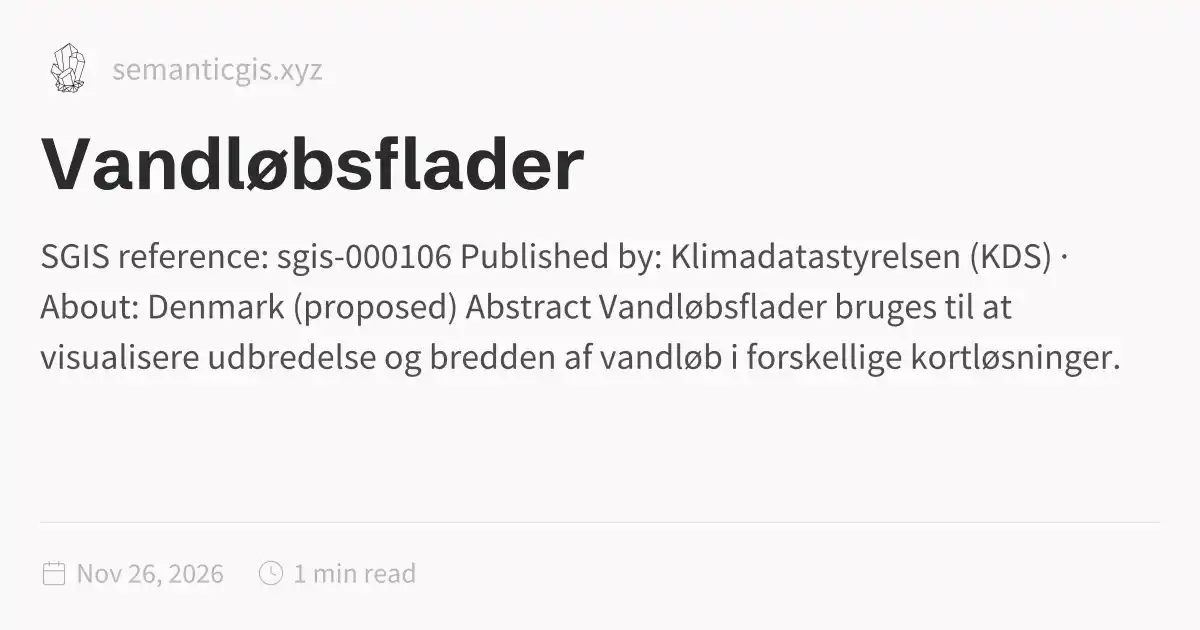 semanticgis.xyz
Vandløbsflader
SGIS reference: sgis-000106 Published by: Klimadatastyrelsen (KDS) ·
About: Denmark (proposed) Abstract Vandløbsflader bruges til at
visualisere udbredelse og bredden af vandløb i forskellige kortløsninger.
Nov 26, 2026 1 min read